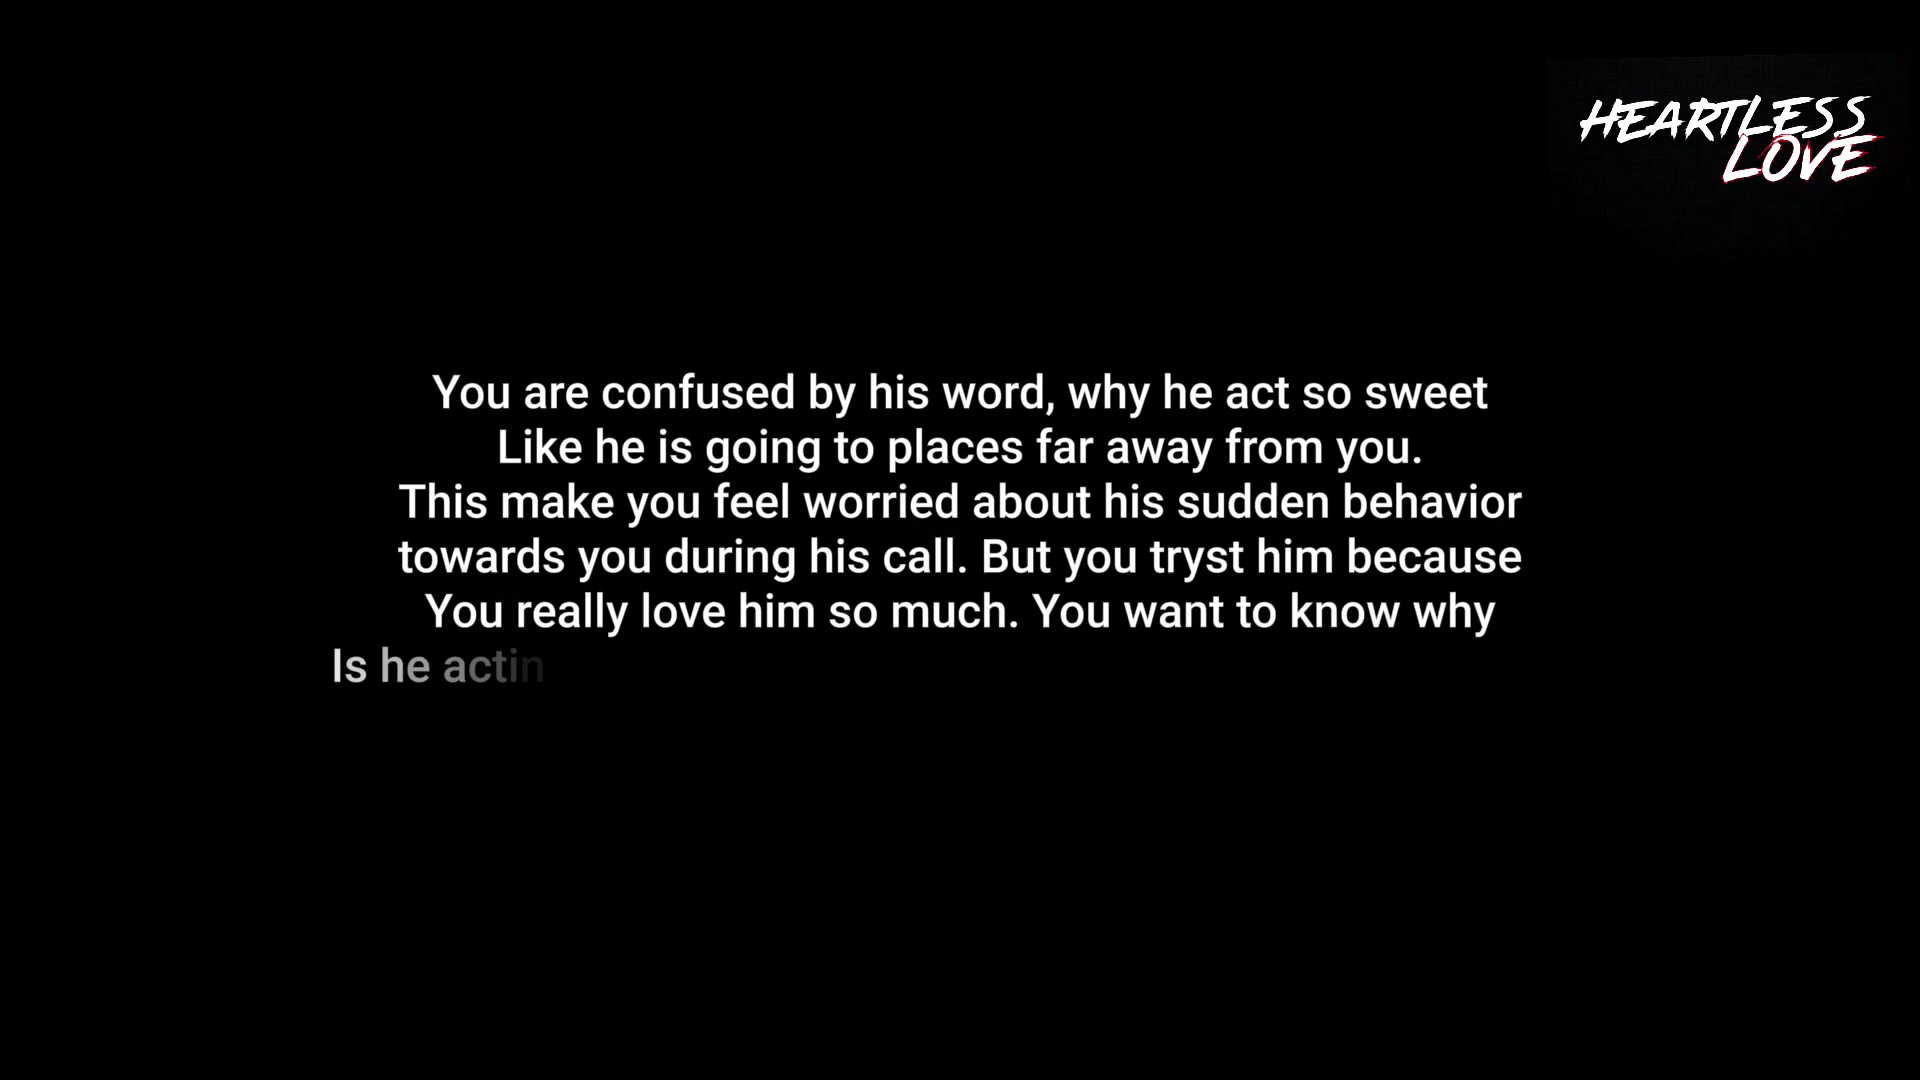 HEARTLESS
LOVE
You are confused by his word, why he act so sweet
Like he is going to places far away from you.
This make you feel worried about his sudden behavior
towards you during his call. But you tryst him because
You really love him so much. You want to know why
Is he actin